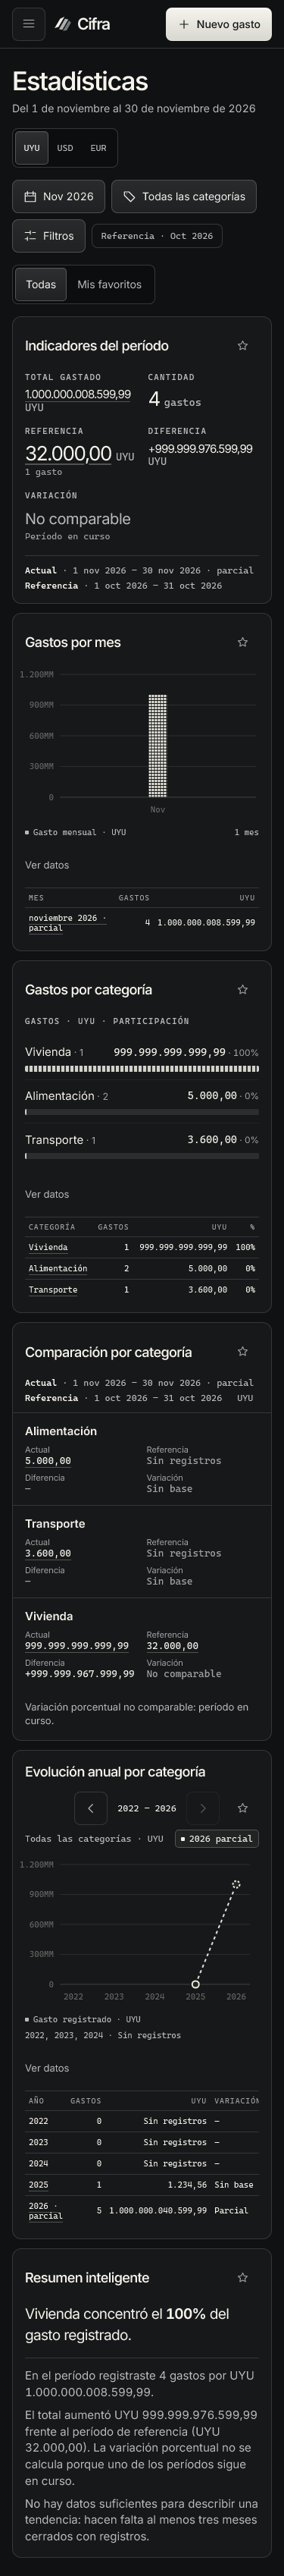 Cifra
Nuevo gasto
Estadísticas
Del 1 de noviembre al 30 de noviembre de 2026
UYU USD EUR
Nov 2026 Todas las categorías
Filtros Referencia · Oct 2026
Todas Mis favoritos
Indicadores del período
TOTAL GASTADO CANTIDAD
1.000.000.008.599,99 UYU 4 gastos
REFERENCIA DIFERENCIA
32.000,00 UYU +999.999.976.599,99 UYU
1 gasto
VARIACIÓN
No comparable
Período en curso
Actual · 1 nov 2026 – 30 nov 2026 · parcial
Referencia · 1 oct 2026 – 31 oct 2026
Gastos por mes
1.200MM
900MM
600MM
300MM
0
Nov
Gasto mensual · UYU 1 mes
Ver datos
MES GASTOS UYU
noviembre 2026 · parcial 4 1.000.000.008.599,99
Gastos por categoría
GASTOS · UYU · PARTICIPACIÓN
Vivienda · 1 999.999.999.999,99 · 100%
Alimentación · 2 5.000,00 · 0%
Transporte · 1 3.600,00 · 0%
Ver datos
CATEGORÍA GASTOS UYU %
Vivienda 1 999.999.999.999,99 100%
Alimentación 2 5.000,00 0%
Transporte 1 3.600,00 0%
Comparación por categoría
Actual · 1 nov 2026 – 30 nov 2026 · parcial
Referencia · 1 oct 2026 – 31 oct 2026 UYU
Alimentación
Actual Referencia
5.000,00 Sin registros
Diferencia Variación
— Sin base
Transporte
Actual Referencia
3.600,00 Sin registros
Diferencia Variación
— Sin base
Vivienda
Actual Referencia
999.999.999.999,99 32.000,00
Diferencia Variación
+999.999.967.999,99 No comparable
Variación porcentual no comparable: período en
curso.
Evolución anual por categoría
2022 – 2026
Todas las categorías · UYU 2026 parcial
1.200MM
900MM
600MM
300MM
0
2022 2023 2024 2025 2026
Gasto registrado · UYU
2022, 2023, 2024 · Sin registros
Ver datos
AÑO GASTOS UYU VARIACIÓN
2022 0 Sin registros —
2023 0 Sin registros —
2024 0 Sin registros —
2025 1 1.234,56 Sin base
2026 · parcial 5 1.000.000.040.599,99 Parcial
Resumen inteligente
Vivienda concentró el 100% del
gasto registrado.
En el período registraste 4 gastos por UYU
1.000.000.008.599,99.
El total aumentó UYU 999.999.976.599,99
frente al período de referencia (UYU
32.000,00). La variación porcentual no se
calcula porque uno de los períodos sigue
en curso.
No hay datos suficientes para describir una
tendencia: hacen falta al menos tres meses
cerrados con registros.